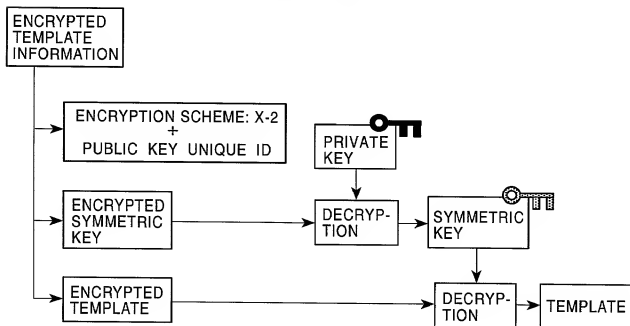 ENCRYPTED
TEMPLATE
INFORMATION
ENCRYPTION SCHEME: X-2
+
PUBLIC KEY UNIQUE ID
PRIVATE
KEY
ENCRYPTED
SYMMETRIC
KEY
DECRYP-
TION
SYMMETRIC
KEY
ENCRYPTED
TEMPLATE
DECRYP-
TION
TEMPLATE